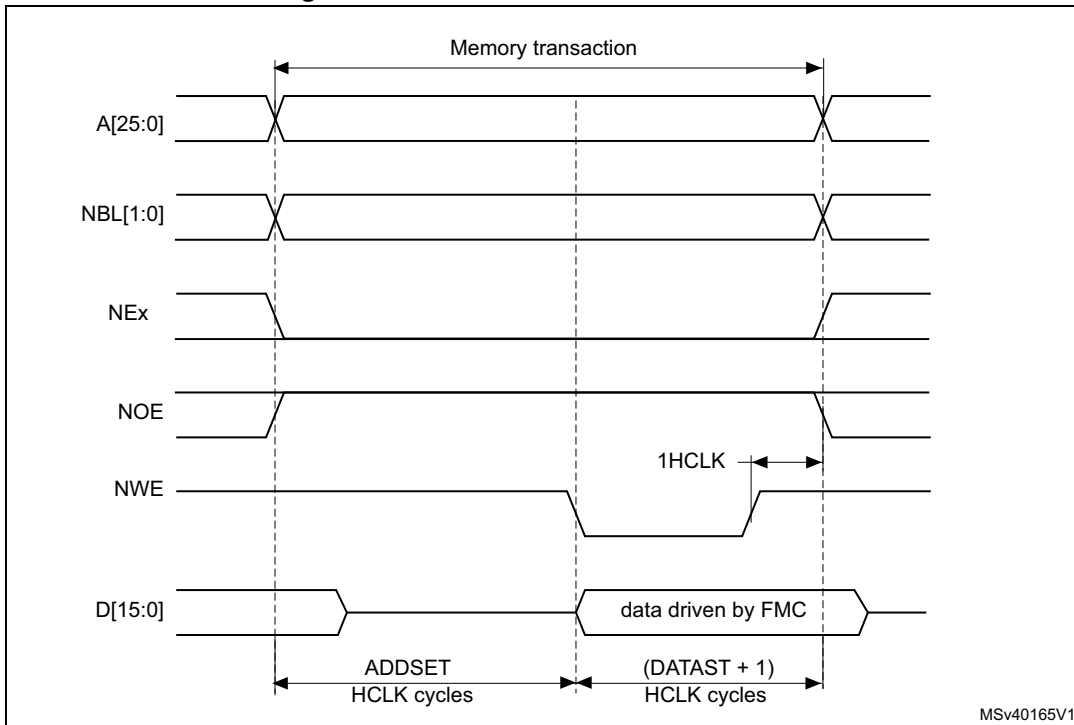 Memory transaction
A[25:0]
NBL[1:0]
NEx
NOE
1HCLK
NWE
D[15:0]
data driven by FMC
ADDSET
HCLK cycles
(DATAST + 1)
HCLK cycles
MSv40165V1